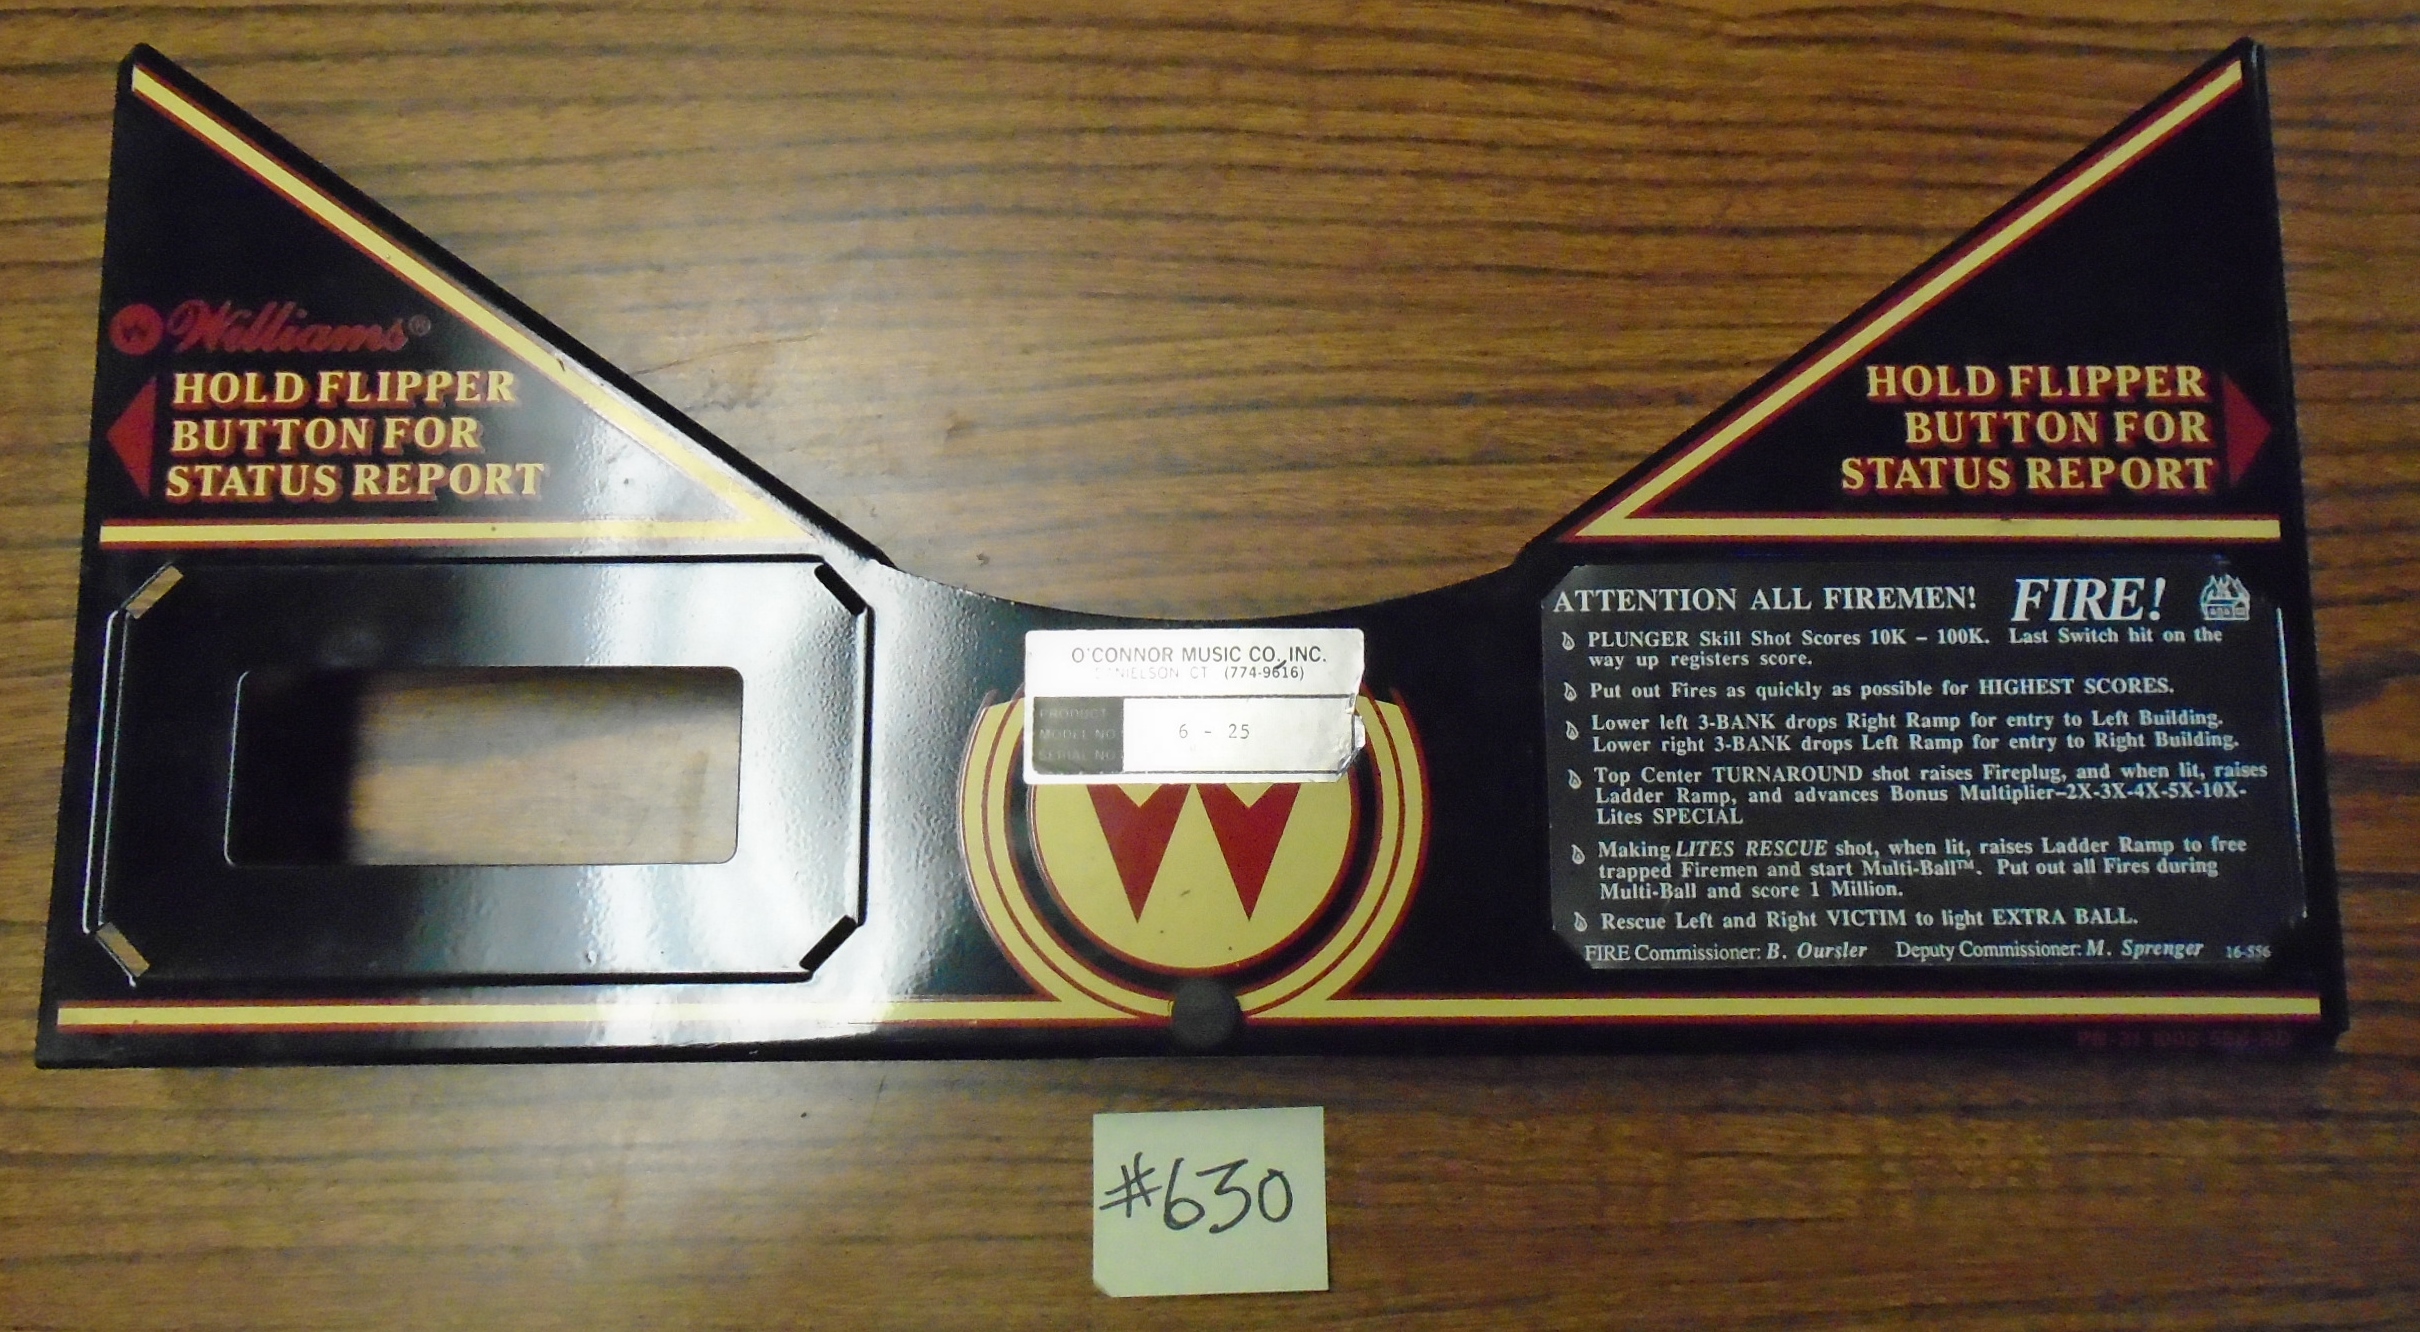 Williams®
HOLD FLIPPER
BUTTON FOR
STATUS REPORT
HOLD FLIPPER
BUTTON FOR
STATUS REPORT
O'CONNOR MUSIC CO. INC.
CT (774-9616)
PRODUCT
MODEL NO
SERIAL NO
6 - 25
W
ATTENTION ALL FIREMEN! FIRE!
PLUNGER Skill Shot Scores 10K – 100K. Last Switch hit on the
way up registers score.
Put out Fires as quickly as possible for HIGHEST SCORES.
Lower left 3-BANK drops Right Ramp for entry to Left Building.
Lower right 3-BANK drops Left Ramp for entry to Right Building.
Top Center TURNAROUND shot raises Fireplug, and when lit, raises
Ladder Ramp, and advances Bonus Multiplier–2X-3X-4X-5X-10X-
Lites SPECIAL
Making LITES RESCUE shot, when lit, raises Ladder Ramp to free
trapped Firemen and start Multi-Ball™. Put out all Fires during
Multi-Ball and score 1 Million.
Rescue Left and Right VICTIM to light EXTRA BALL.
FIRE Commissioner: B. Oursler Deputy Commissioner: M. Sprenger 16-556
#630